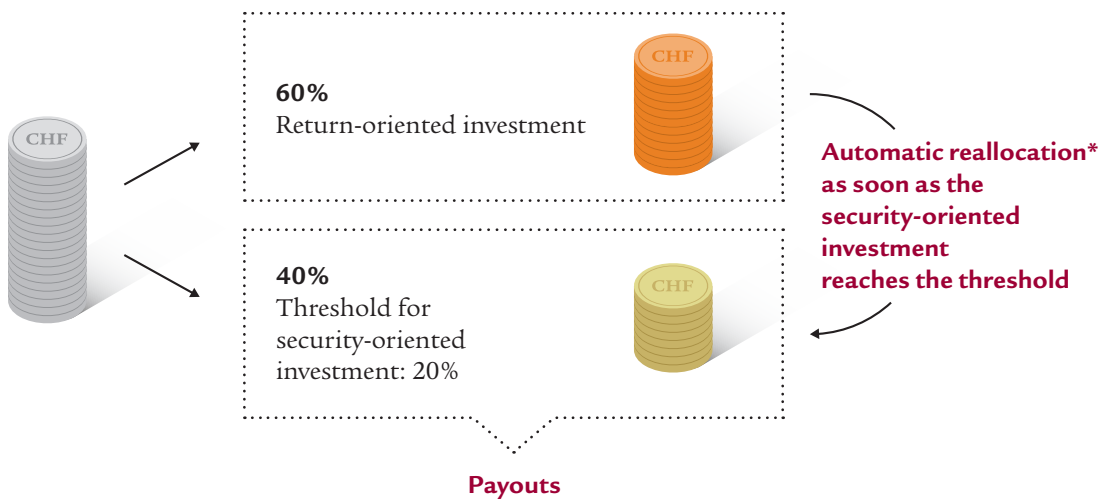 CHF
CHF
60%
Return-oriented investment
Automatic reallocation*
as soon as the
security-oriented
investment
reaches the threshold
40%
Threshold for
security-oriented
investment: 20%
CHF
Payouts